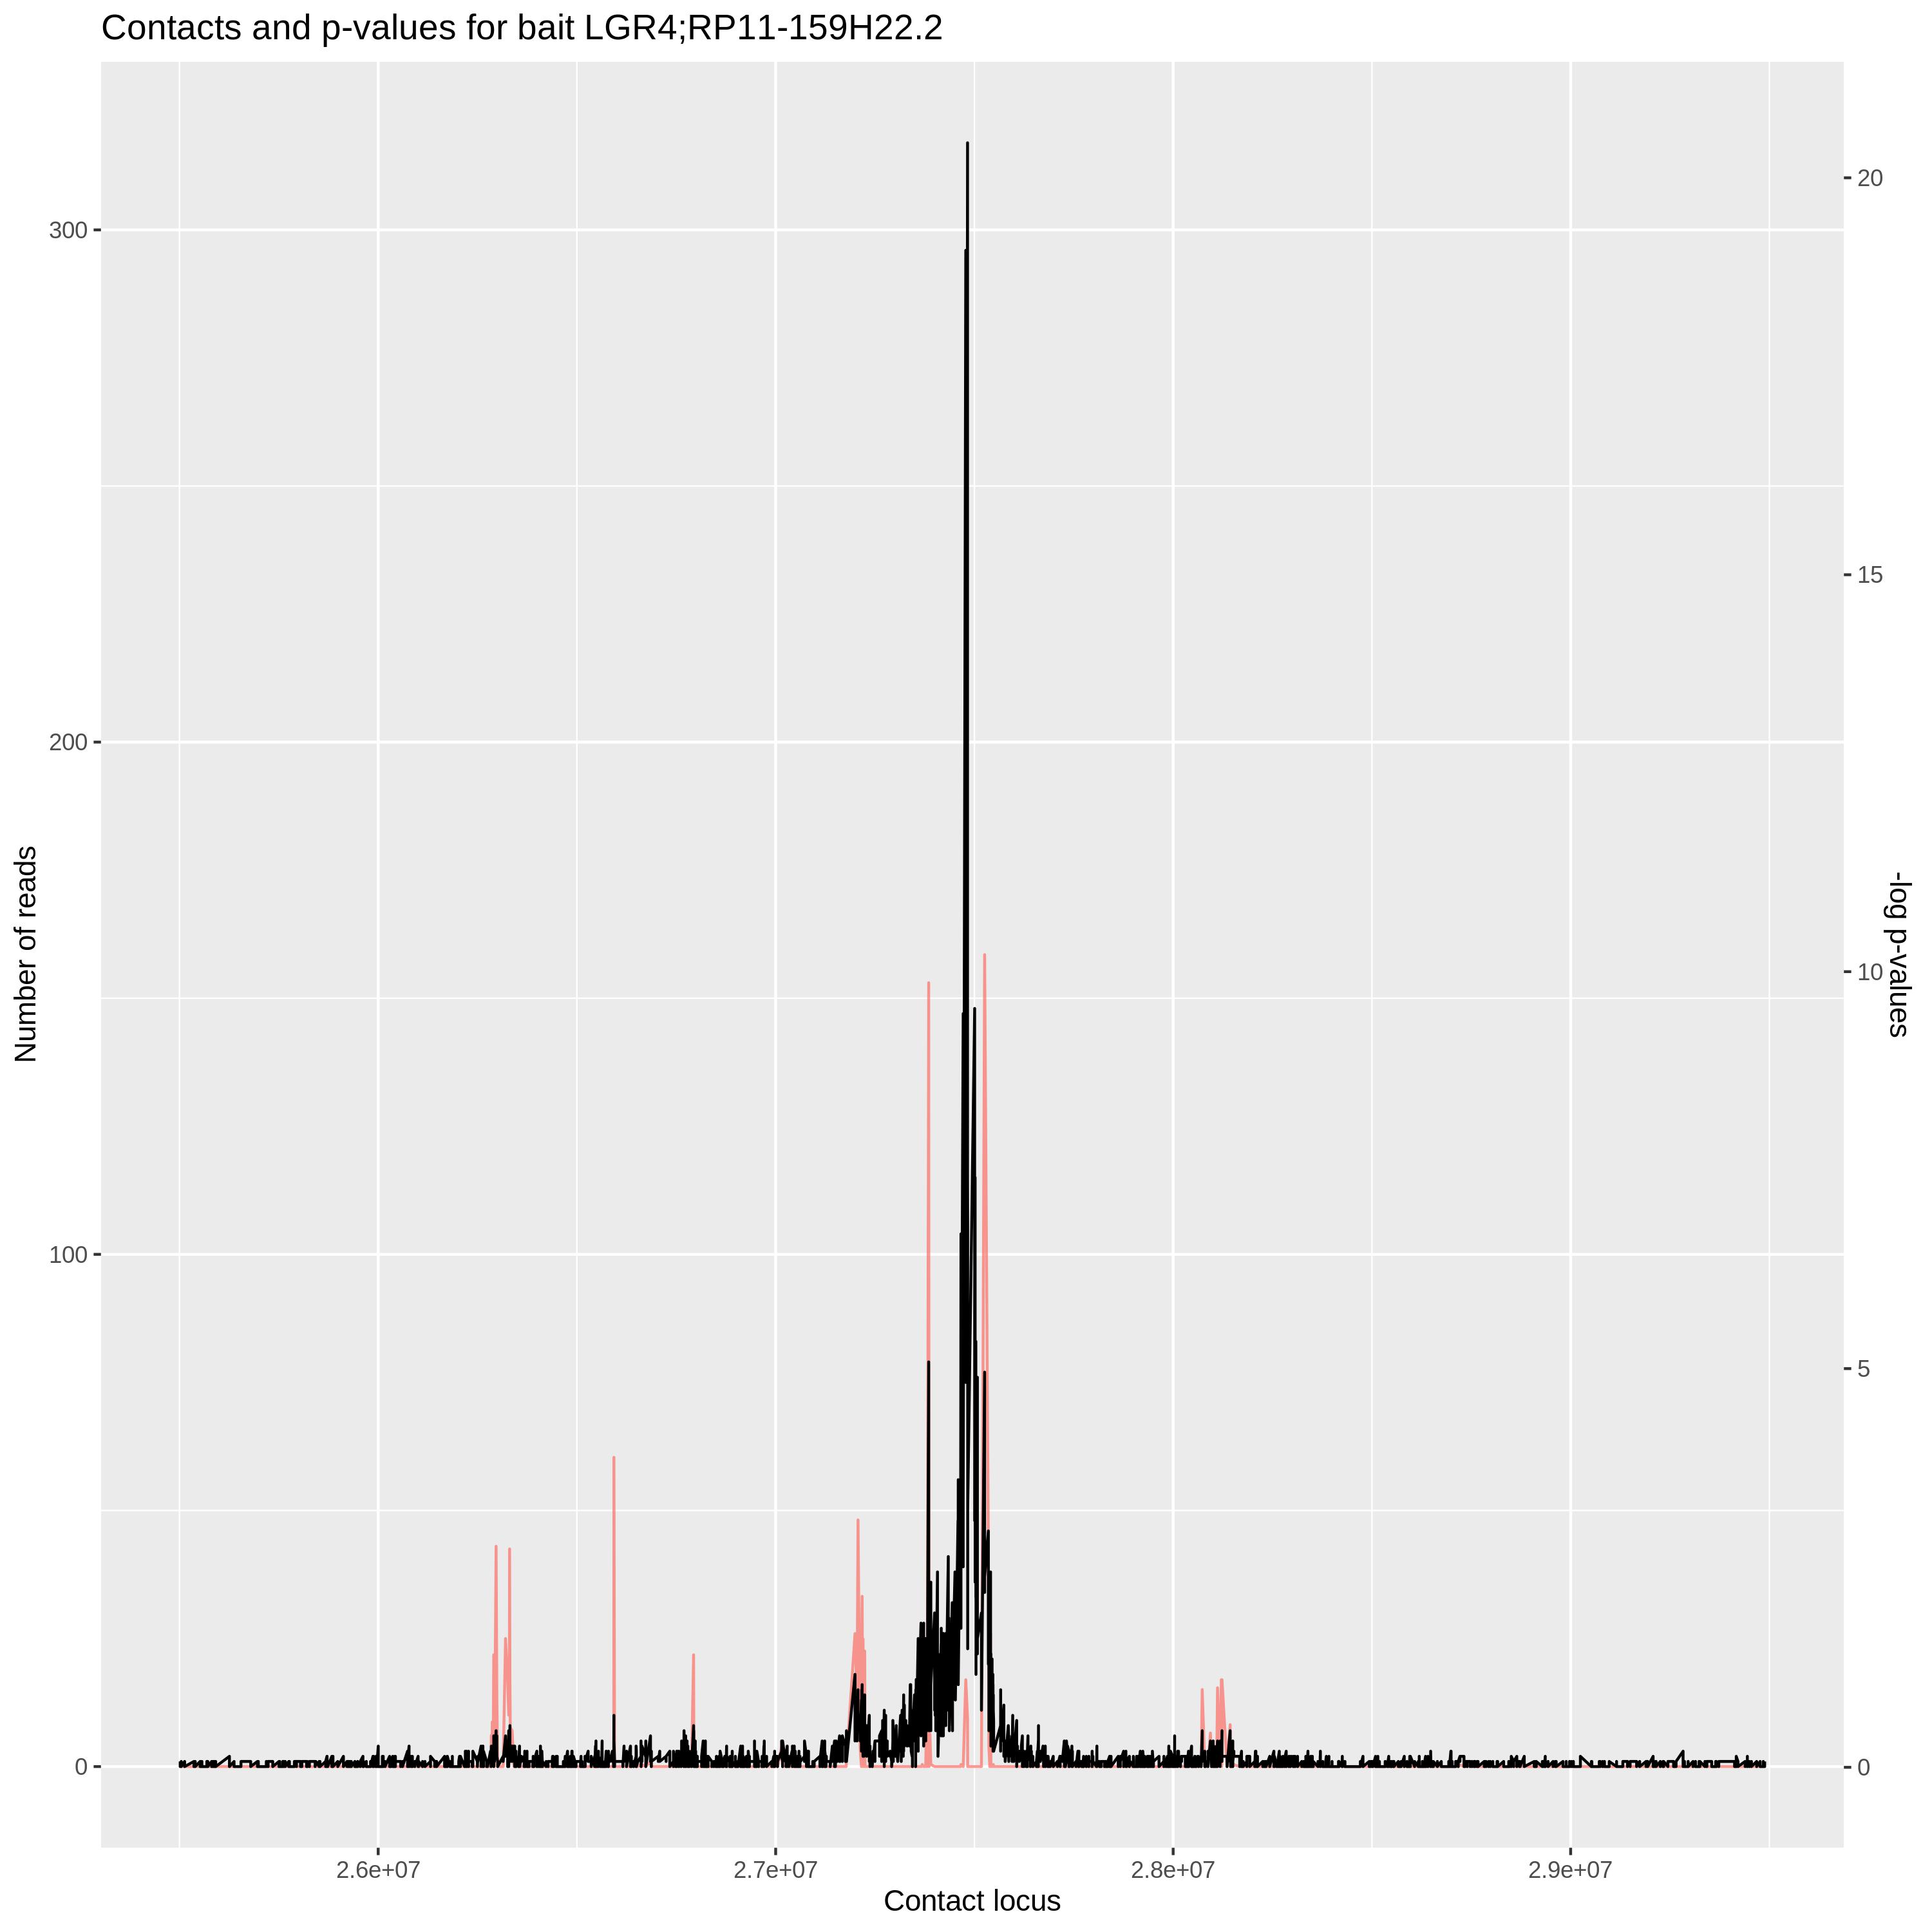 Contacts and p-values for bait LGR4;RP11-159H22.2
300
200
100
0
Number of reads
20
15
10
5
0
-log p-values
2.6e+07 2.7e+07 2.8e+07 2.9e+07
Contact locus